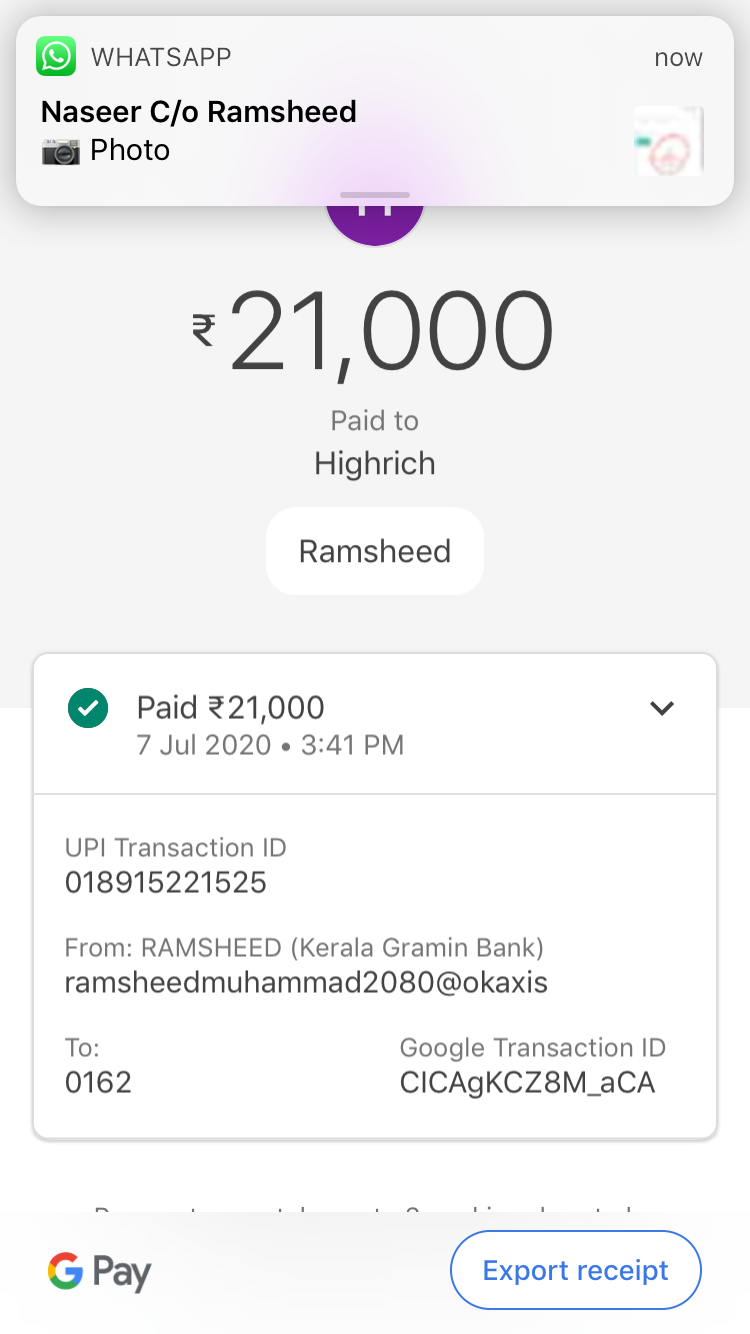 WHATSAPP now
Naseer C/o Ramsheed
Photo
₹21,000
Paid to
Highrich
Ramsheed
Paid ₹21,000
7 Jul 2020 • 3:41 PM
UPI Transaction ID
018915221525
From: RAMSHEED (Kerala Gramin Bank)
ramsheedmuhammad2080@okaxis
To: Google Transaction ID
0162 CICAgKCZ8M_aCA
G Pay Export receipt